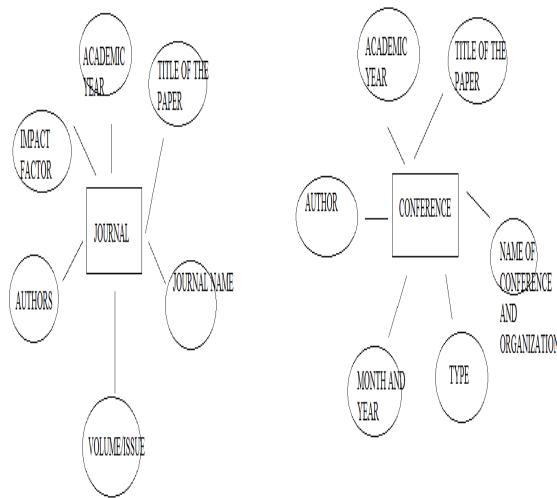 ACADEMIC
YEAR
TITLE OF THE
PAPER
IMPACT
FACTOR
JOURNAL
AUTHORS
JOURNAL NAME
VOLUME/ISSUE
ACADEMIC
YEAR
TITLE OF THE
PAPER
AUTHOR
CONFERENCE
NAME OF
CONFERENCE
AND
ORGANIZATION
MONTH AND
YEAR
TYPE